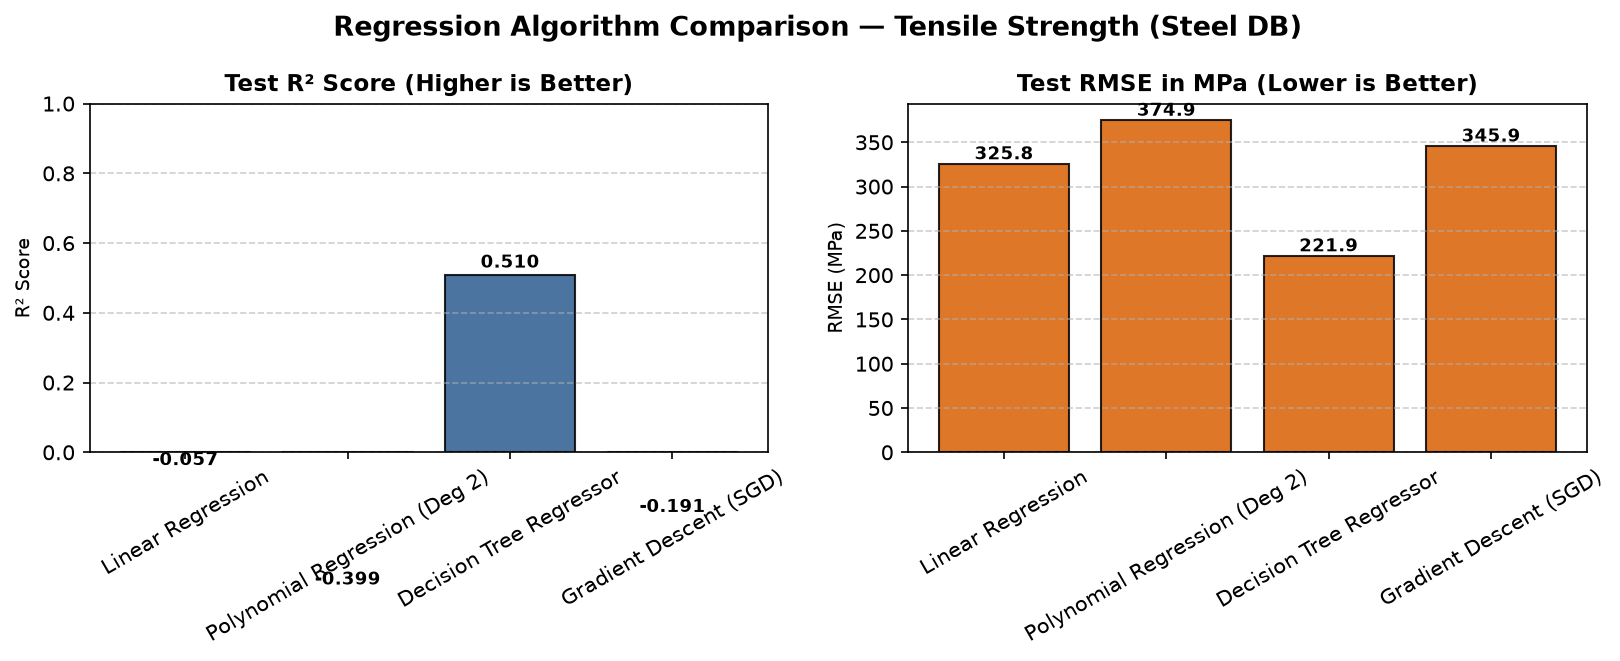 Regression Algorithm Comparison — Tensile Strength (Steel DB)
Test R² Score (Higher is Better)
R² Score
1.0
0.8
0.6
0.4
0.2
0.0
-0.057
-0.399
0.510
-0.191
Linear Regression
Polynomial Regression (Deg 2)
Decision Tree Regressor
Gradient Descent (SGD)
Test RMSE in MPa (Lower is Better)
RMSE (MPa)
350
300
250
200
150
100
50
0
325.8
374.9
221.9
345.9
Linear Regression
Polynomial Regression (Deg 2)
Decision Tree Regressor
Gradient Descent (SGD)